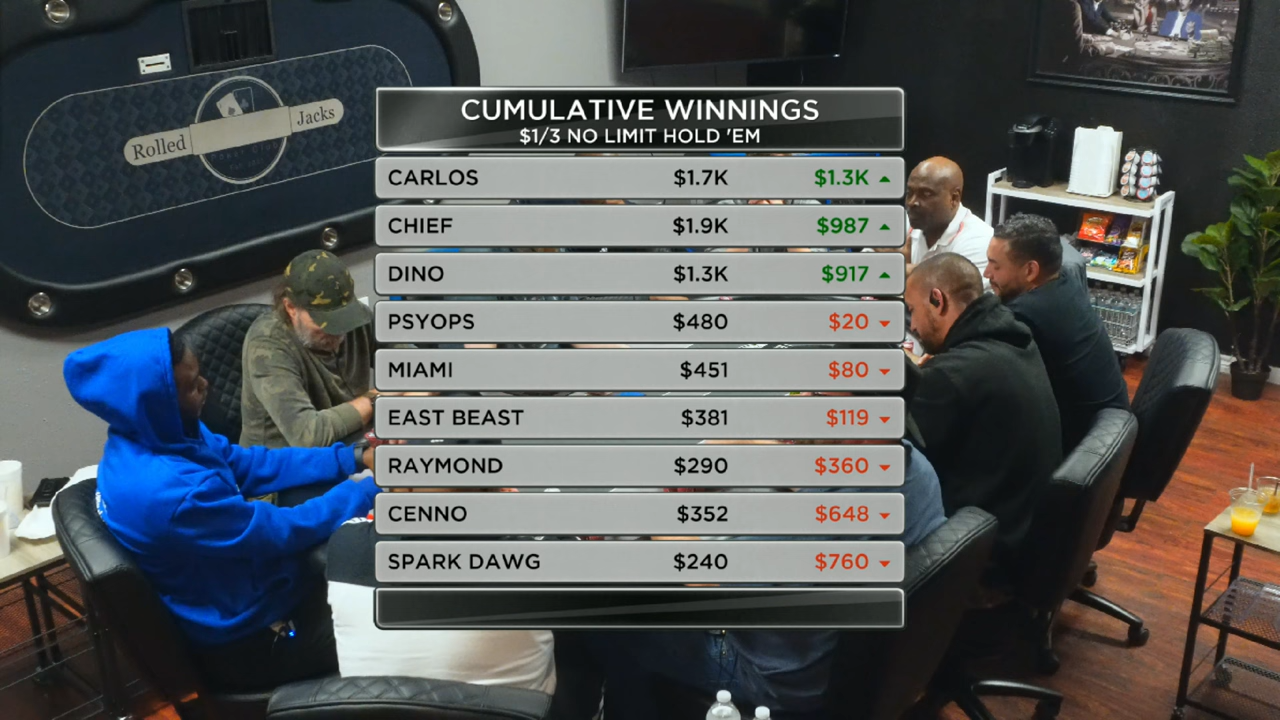 Rolled Jacks
CUMULATIVE WINNINGS
$1/3 NO LIMIT HOLD 'EM
CARLOS $1.7K $1.3K
CHIEF $1.9K $987
DINO $1.3K $917
PSYOPS $480 $20
MIAMI $451 $80
EAST BEAST $381 $119
RAYMOND $290 $360
CENNO $352 $648
SPARK DAWG $240 $760